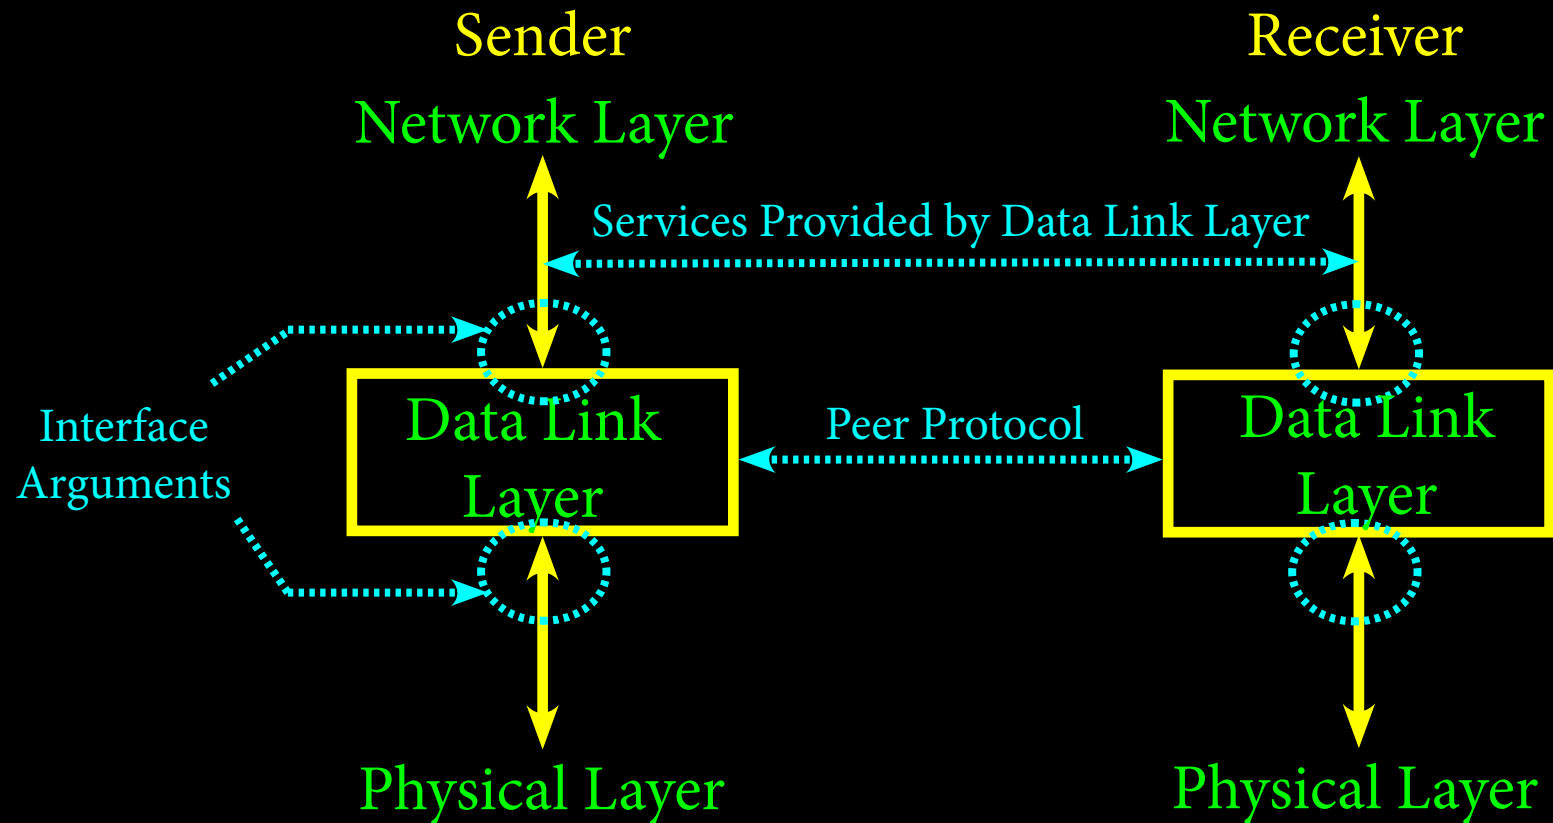 Sender
Receiver
Network Layer
Network Layer
Services Provided by Data Link Layer
Interface
Arguments
Data Link
Layer
Peer Protocol
Data Link
Layer
Physical Layer
Physical Layer